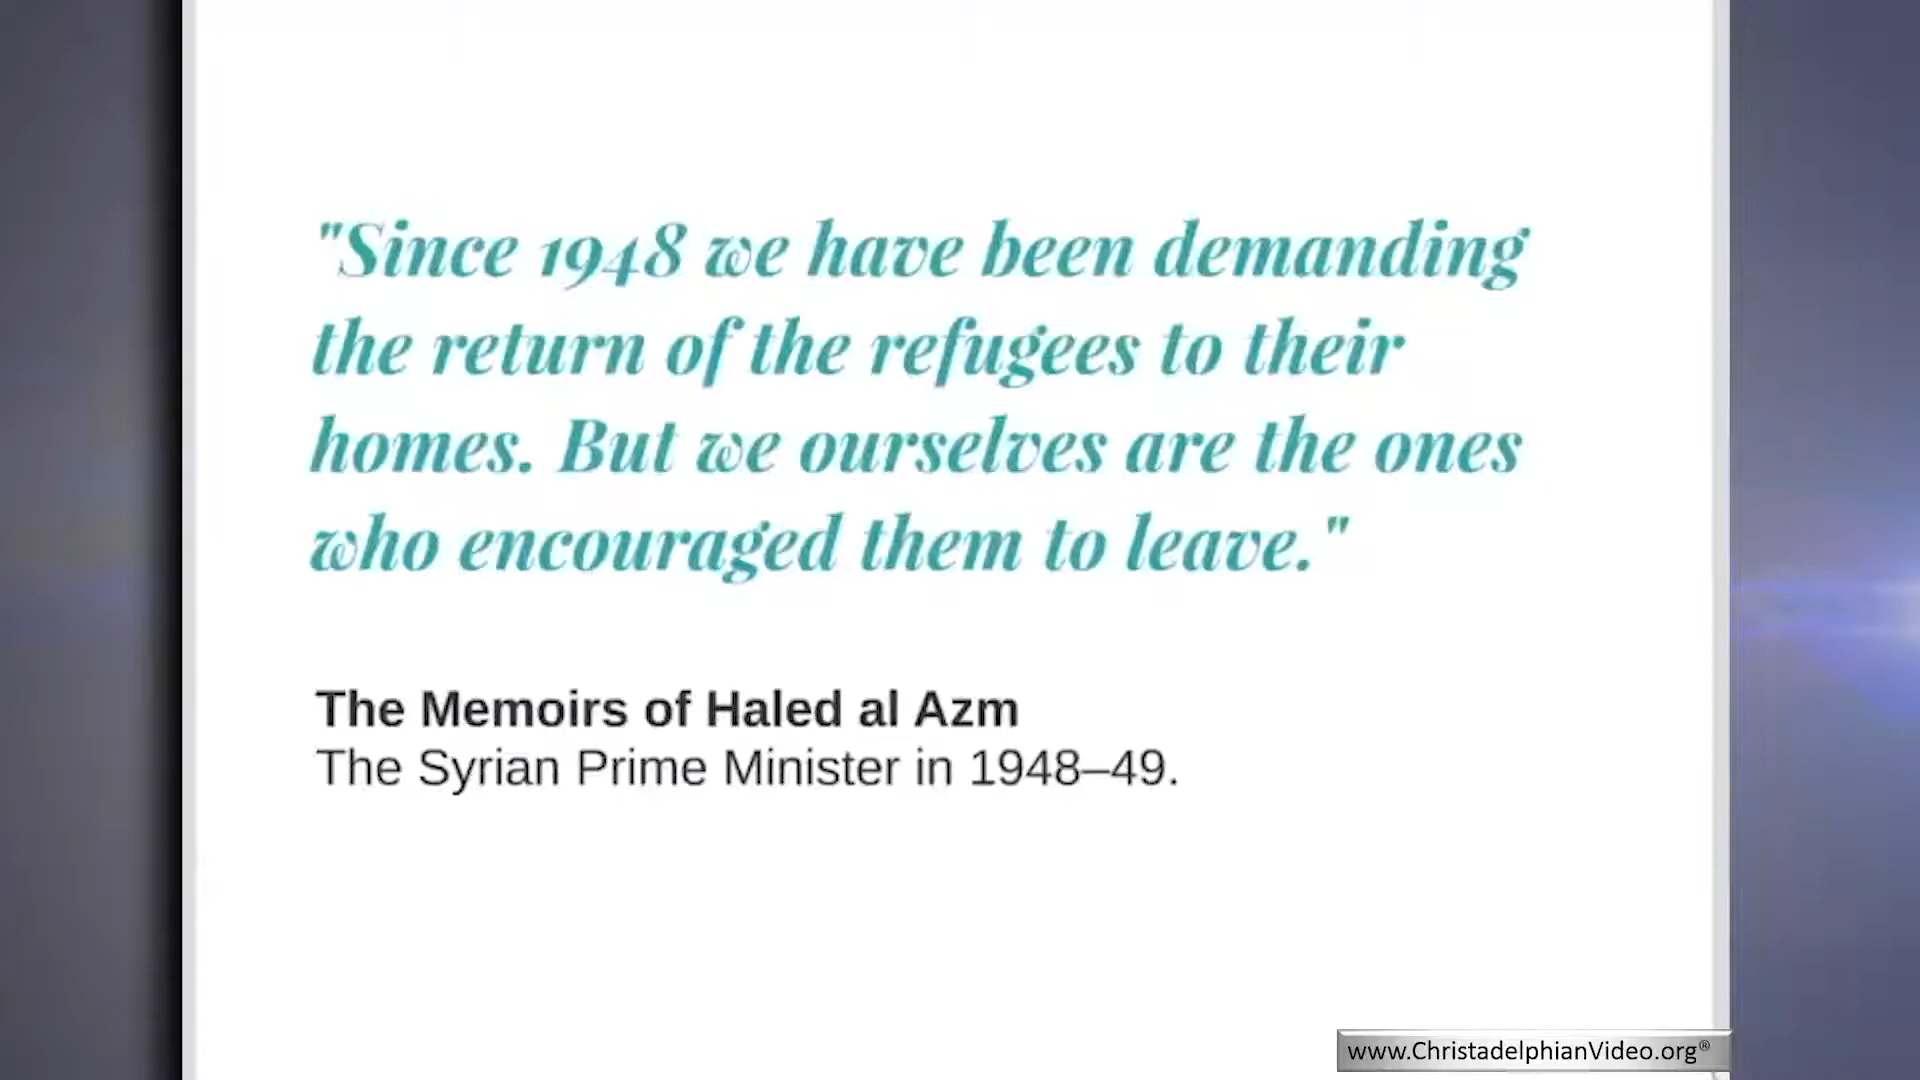 "Since 1948 we have been demanding
the return of the refugees to their
homes. But we ourselves are the ones
who encouraged them to leave."
The Memoirs of Haled al Azm
The Syrian Prime Minister in 1948–49.
www.ChristadelphianVideo.org®